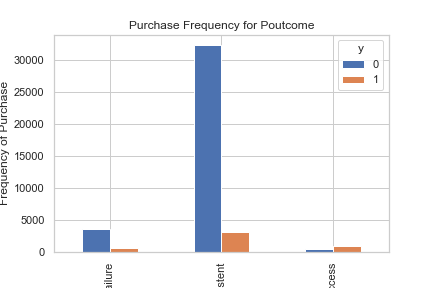 Purchase Frequency for Poutcome
y
0
1
30000
25000
20000
15000
10000
5000
0
Frequency of Purchase
ailure
stent
ccess